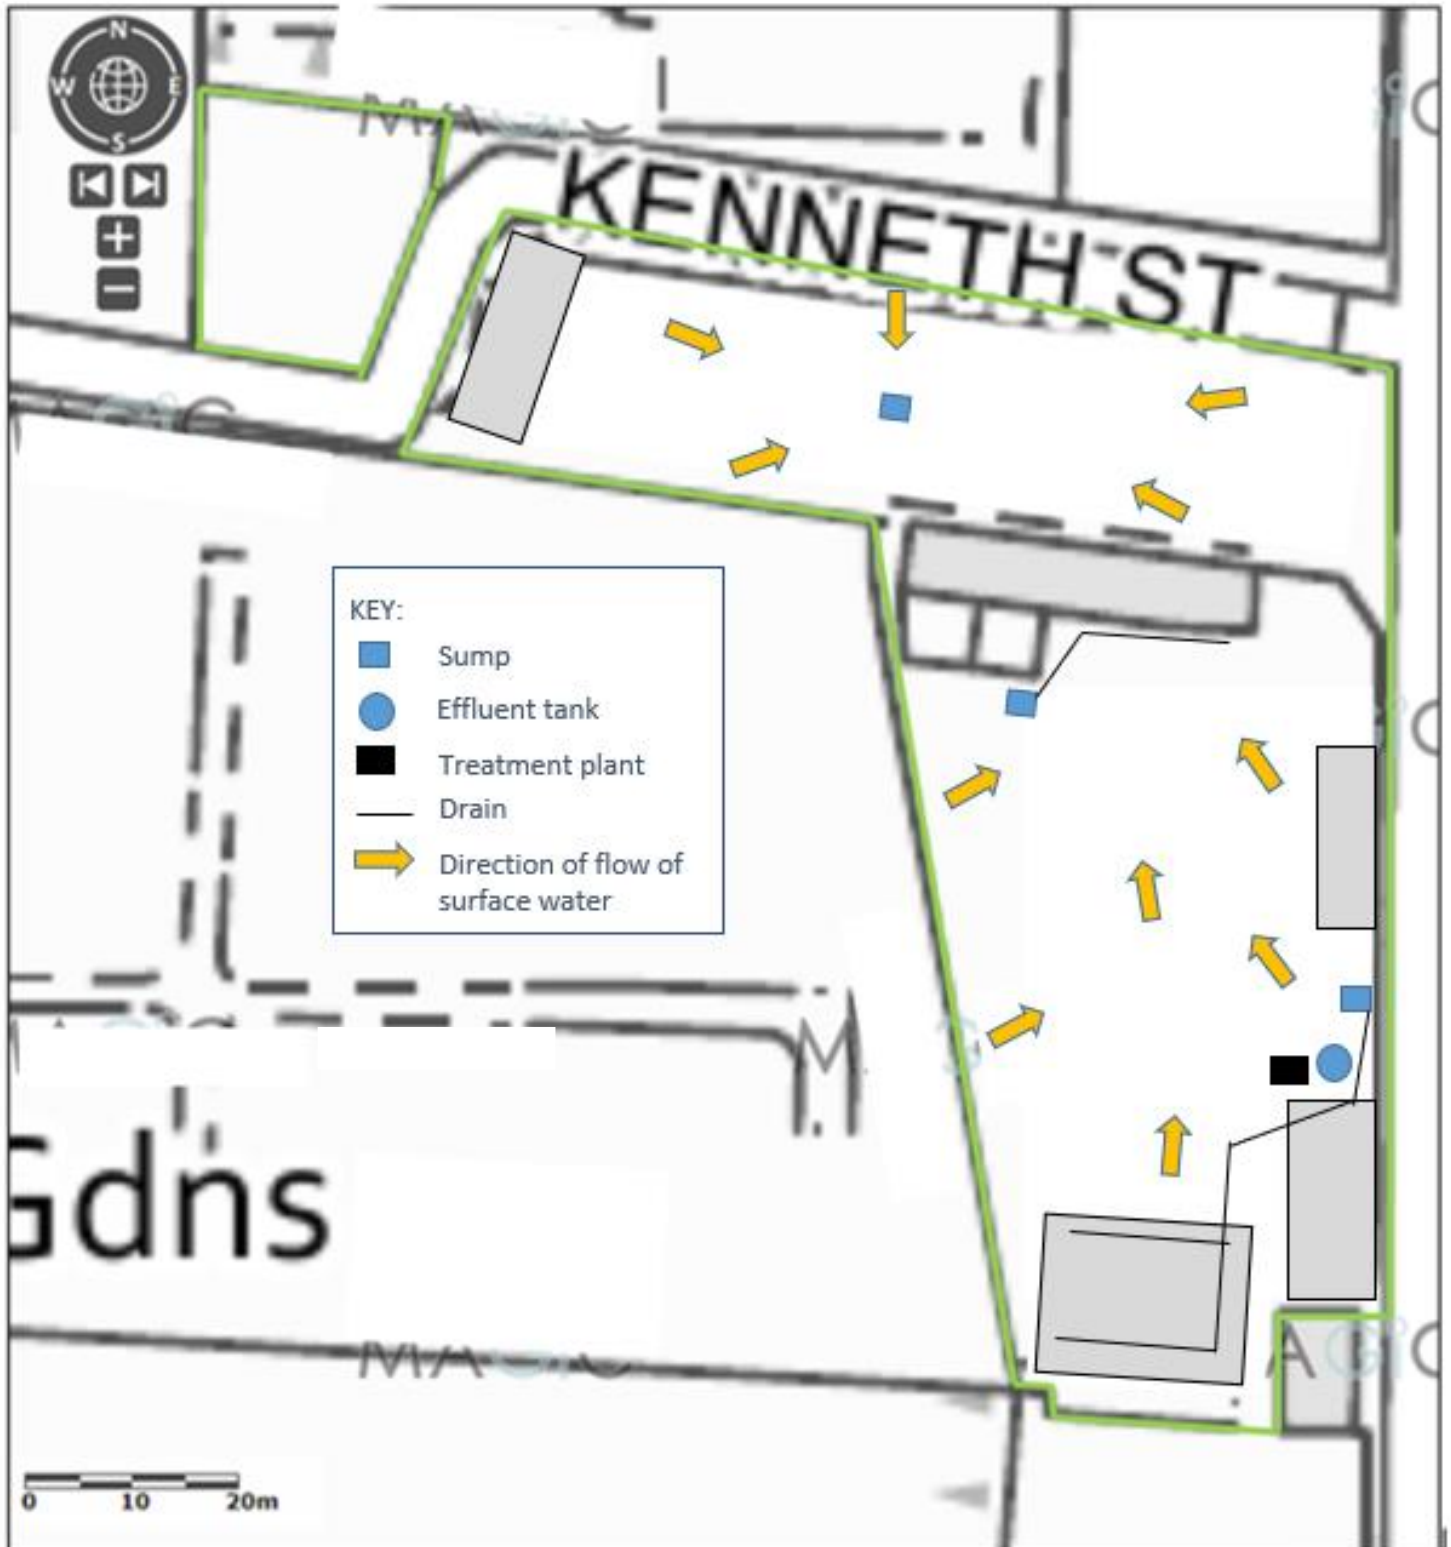 N
W E
S
KENNETH ST
KEY:
Sump
Effluent tank
Treatment plant
Drain
Direction of flow of
surface water
Gdns
0 10 20m